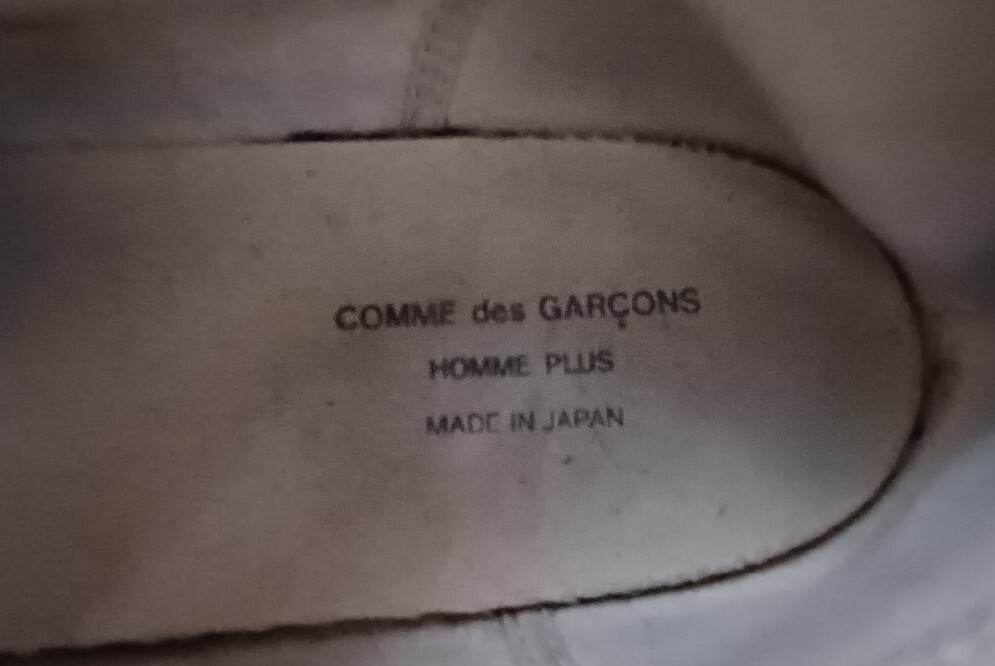 COMME des GARÇONS
HOMME PLUS
MADE IN JAPAN